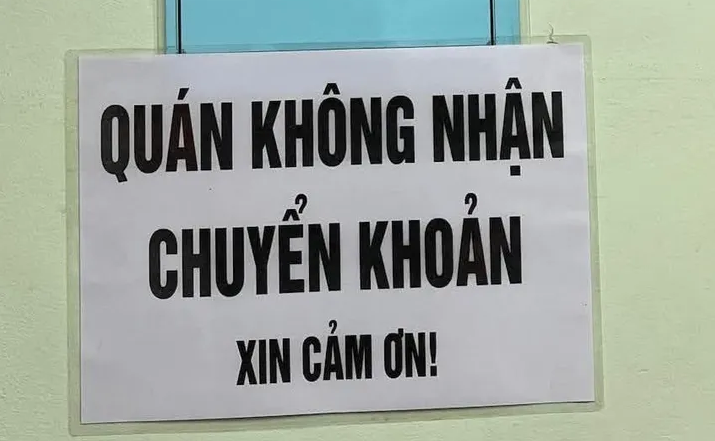 QUÁN KHÔNG NHẬN
CHUYỂN KHOẢN
XIN CẢM ƠN!